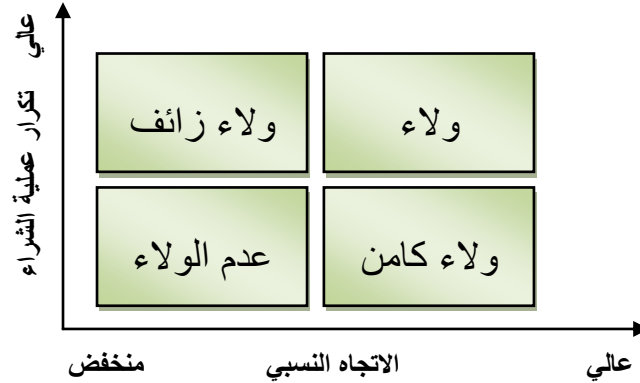 عالي
تكرار عملية الشراء
ولاء
ولاء زائف
ولاء كامن
عدم الولاء
عالي
الاتجاه النسبي
منخفض